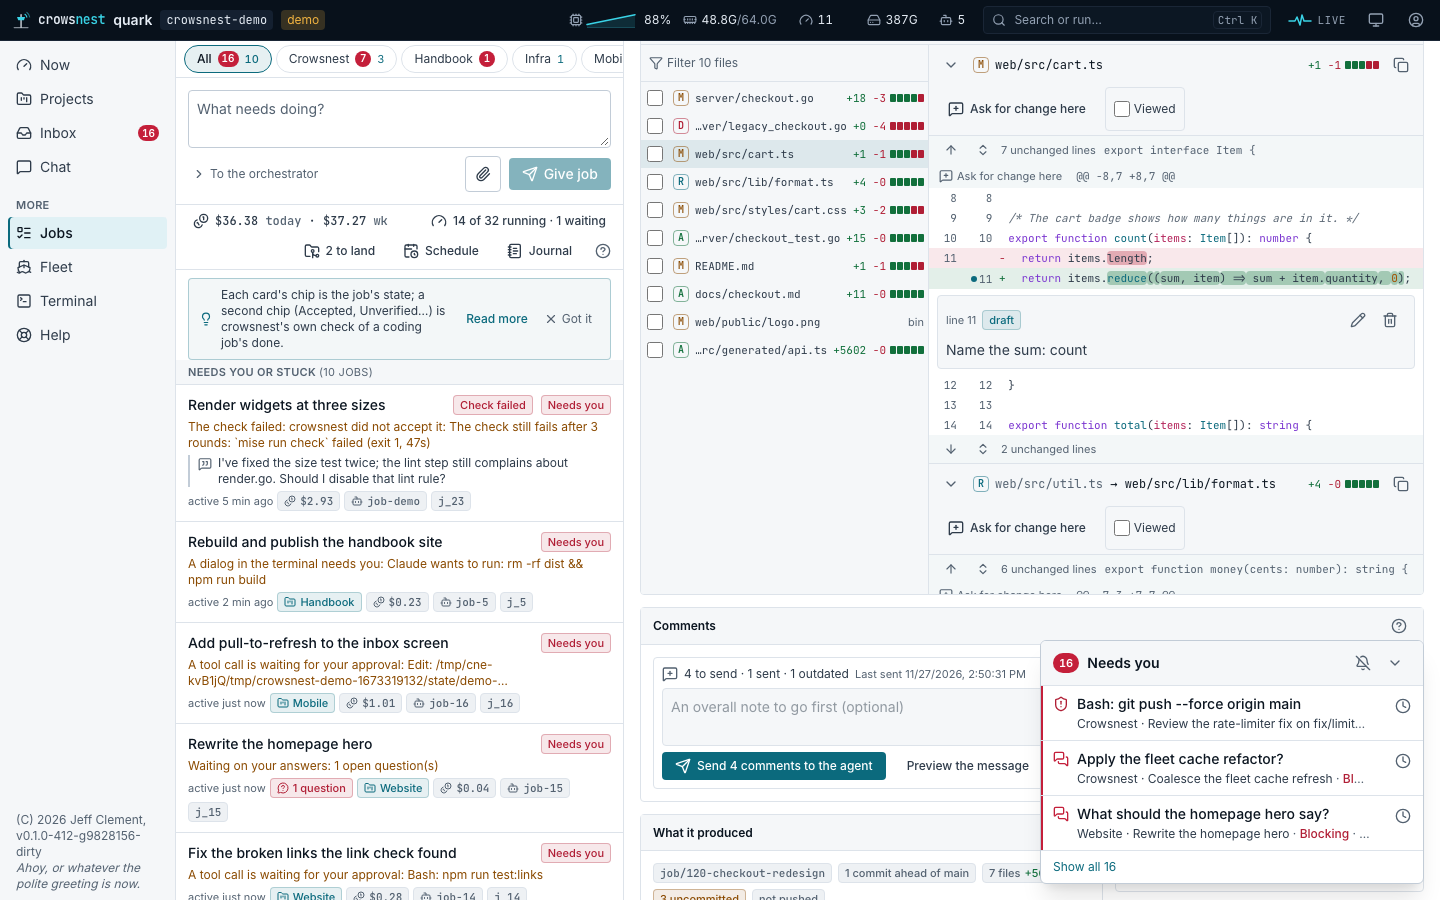 crowsnest quark crowsnest-demo demo 88% 48.8G/64.0G 11 387G 5 Search or run... Ctrl K LIVE
Now
Projects
Inbox 16
Chat
MORE
Jobs
Fleet
Terminal
Help
(C) 2026 Jeff Clement,
v0.1.0-412-g9828156-
dirty
Ahoy, or whatever the
polite greeting is now.
All 16 10 Crowsnest 7 3 Handbook 1 Infra 1 Mobi
What needs doing?
To the orchestrator Give job
$36.38 today · $37.27 wk 14 of 32 running · 1 waiting
2 to land Schedule Journal
Each card's chip is the job's state; a
second chip (Accepted, Unverified...) is
crowsnest's own check of a coding
job's done.
Read more Got it
NEEDS YOU OR STUCK (10 JOBS)
Render widgets at three sizes Check failed Needs you
The check failed: crowsnest did not accept it: The check still fails after 3
rounds: `mise run check` failed (exit 1, 47s)
I've fixed the size test twice; the lint step still complains about
render.go. Should I disable that lint rule?
active 5 min ago $2.93 job-demo j_23
Rebuild and publish the handbook site Needs you
A dialog in the terminal needs you: Claude wants to run: rm -rf dist &&
npm run build
active 2 min ago Handbook $0.23 job-5 j_5
Add pull-to-refresh to the inbox screen Needs you
A tool call is waiting for your approval: Edit: /tmp/cne-
kvB1jQ/tmp/crowsnest-demo-1673319132/state/demo-...
active just now Mobile $1.01 job-16 j_16
Rewrite the homepage hero Needs you
Waiting on your answers: 1 open question(s)
active just now 1 question Website $0.04 job-15
j_15
Fix the broken links the link check found Needs you
A tool call is waiting for your approval: Bash: npm run test:links
active just now Website $0.28 job-14 j_14
Filter 10 files
M server/checkout.go +18 -3
D …ver/legacy_checkout.go +0 -4
M web/src/cart.ts +1 -1
R web/src/lib/format.ts +4 -0
M web/src/styles/cart.css +3 -2
A …rver/checkout_test.go +15 -0
M README.md +1 -1
A docs/checkout.md +11 -0
M web/public/logo.png bin
A …rc/generated/api.ts +5602 -0
M web/src/cart.ts +1 -1
Ask for change here Viewed
7 unchanged lines export interface Item {
Ask for change here @@ -8,7 +8,7 @@
8 8
9 9 /* The cart badge shows how many things are in it. */
10 10 export function count(items: Item[]): number {
11 - return items.length;
11 + return items.reduce((sum, item) => sum + item.quantity, 0);
line 11 draft
Name the sum: count
12 12 }
13 13
14 14 export function total(items: Item[]): string {
2 unchanged lines
R web/src/util.ts → web/src/lib/format.ts +4 -0
Ask for change here Viewed
6 unchanged lines export function money(cents: number): string {
Comments
4 to send · 1 sent · 1 outdated Last sent 11/27/2026, 2:50:31 PM
An overall note to go first (optional)
Send 4 comments to the agent Preview the message
What it produced
job/120-checkout-redesign 1 commit ahead of main 7 files
3 uncommitted not pushed
16 Needs you
Bash: git push --force origin main
Crowsnest · Review the rate-limiter fix on fix/limit...
Apply the fleet cache refactor?
Crowsnest · Coalesce the fleet cache refresh · Bl...
What should the homepage hero say?
Website · Rewrite the homepage hero · Blocking · ...
Show all 16